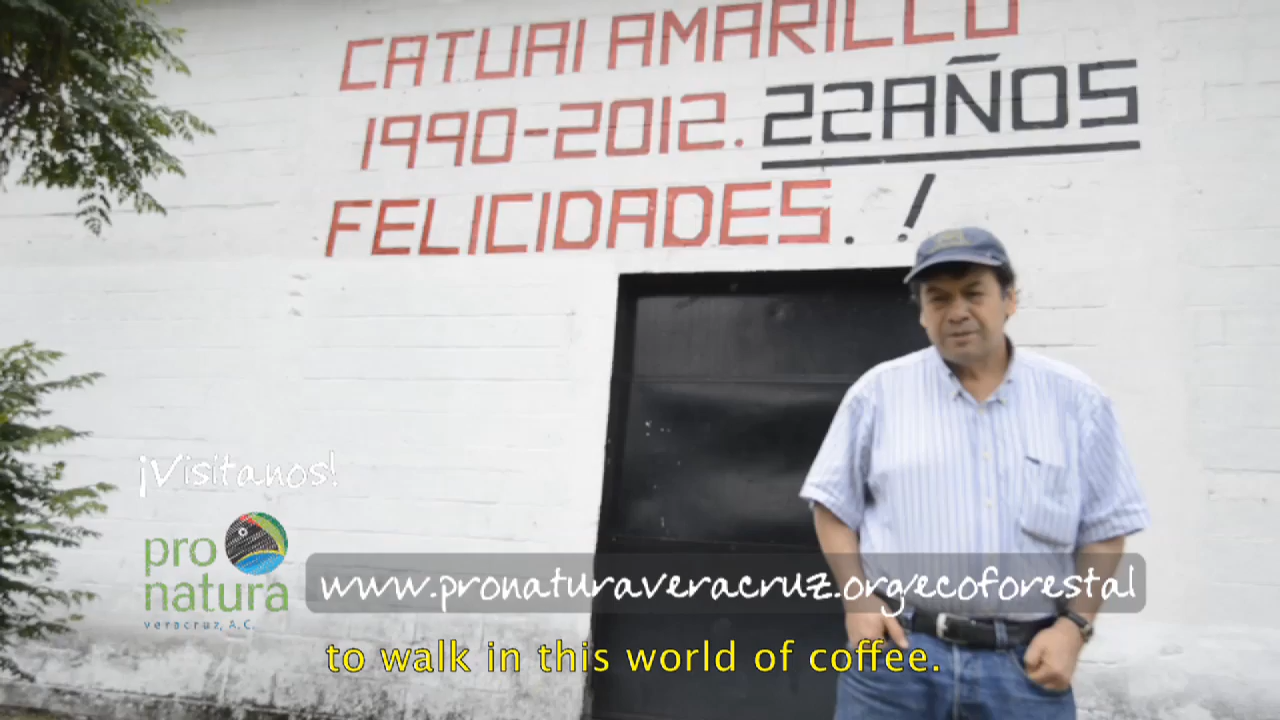 CATUAI AMARILLO
1990-2012. 22AÑOS
FELICIDADES.!
¡Visítanos!
pro
natura
veracruz, A.C.
www.pronaturaveracruz.org/ecoforestal
to walk in this world of coffee.